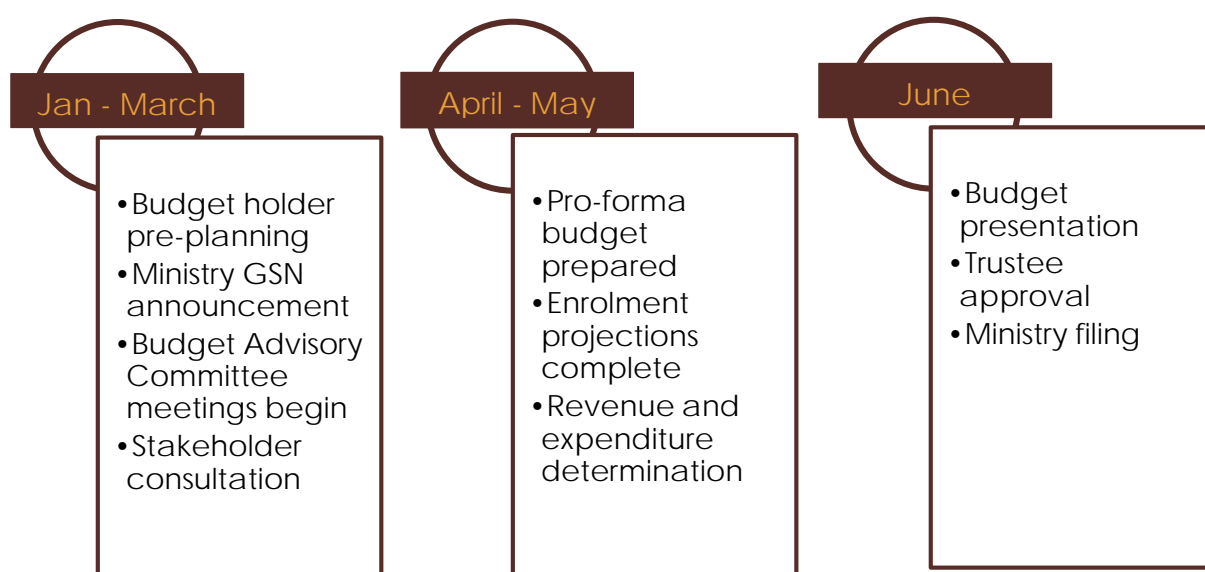 Jan - March
•Budget holder
pre-planning
•Ministry GSN
announcement
•Budget Advisory
Committee
meetings begin
•Stakeholder
consultation
April - May
•Pro-forma
budget
prepared
•Enrolment
projections
complete
•Revenue and
expenditure
determination
June
•Budget
presentation
•Trustee
approval
•Ministry filing